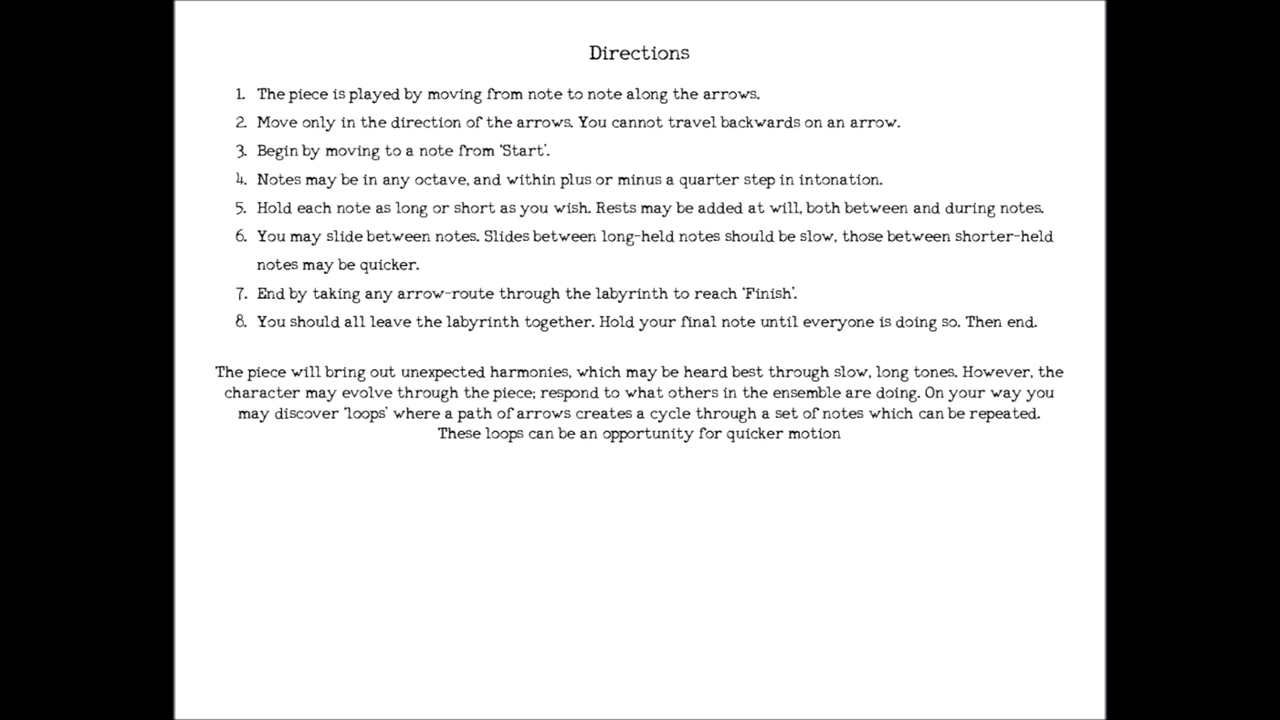 Directions
1. The piece is played by moving from note to note along the arrows.
2. Move only in the direction of the arrows. You cannot travel backwards on an arrow.
3. Begin by moving to a note from 'Start'.
4. Notes may be in any octave, and within plus or minus a quarter step in intonation.
5. Hold each note as long or short as you wish. Rests may be added at will, both between and during notes.
6. You may slide between notes. Slides between long-held notes should be slow, those between shorter-held
notes may be quicker.
7. End by taking any arrow-route through the labyrinth to reach 'Finish'.
8. You should all leave the labyrinth together. Hold your final note until everyone is doing so. Then end.
The piece will bring out unexpected harmonies, which may be heard best through slow, long tones. However, the
character may evolve through the piece; respond to what others in the ensemble are doing. On your way you
may discover 'loops' where a path of arrows creates a cycle through a set of notes which can be repeated.
These loops can be an opportunity for quicker motion